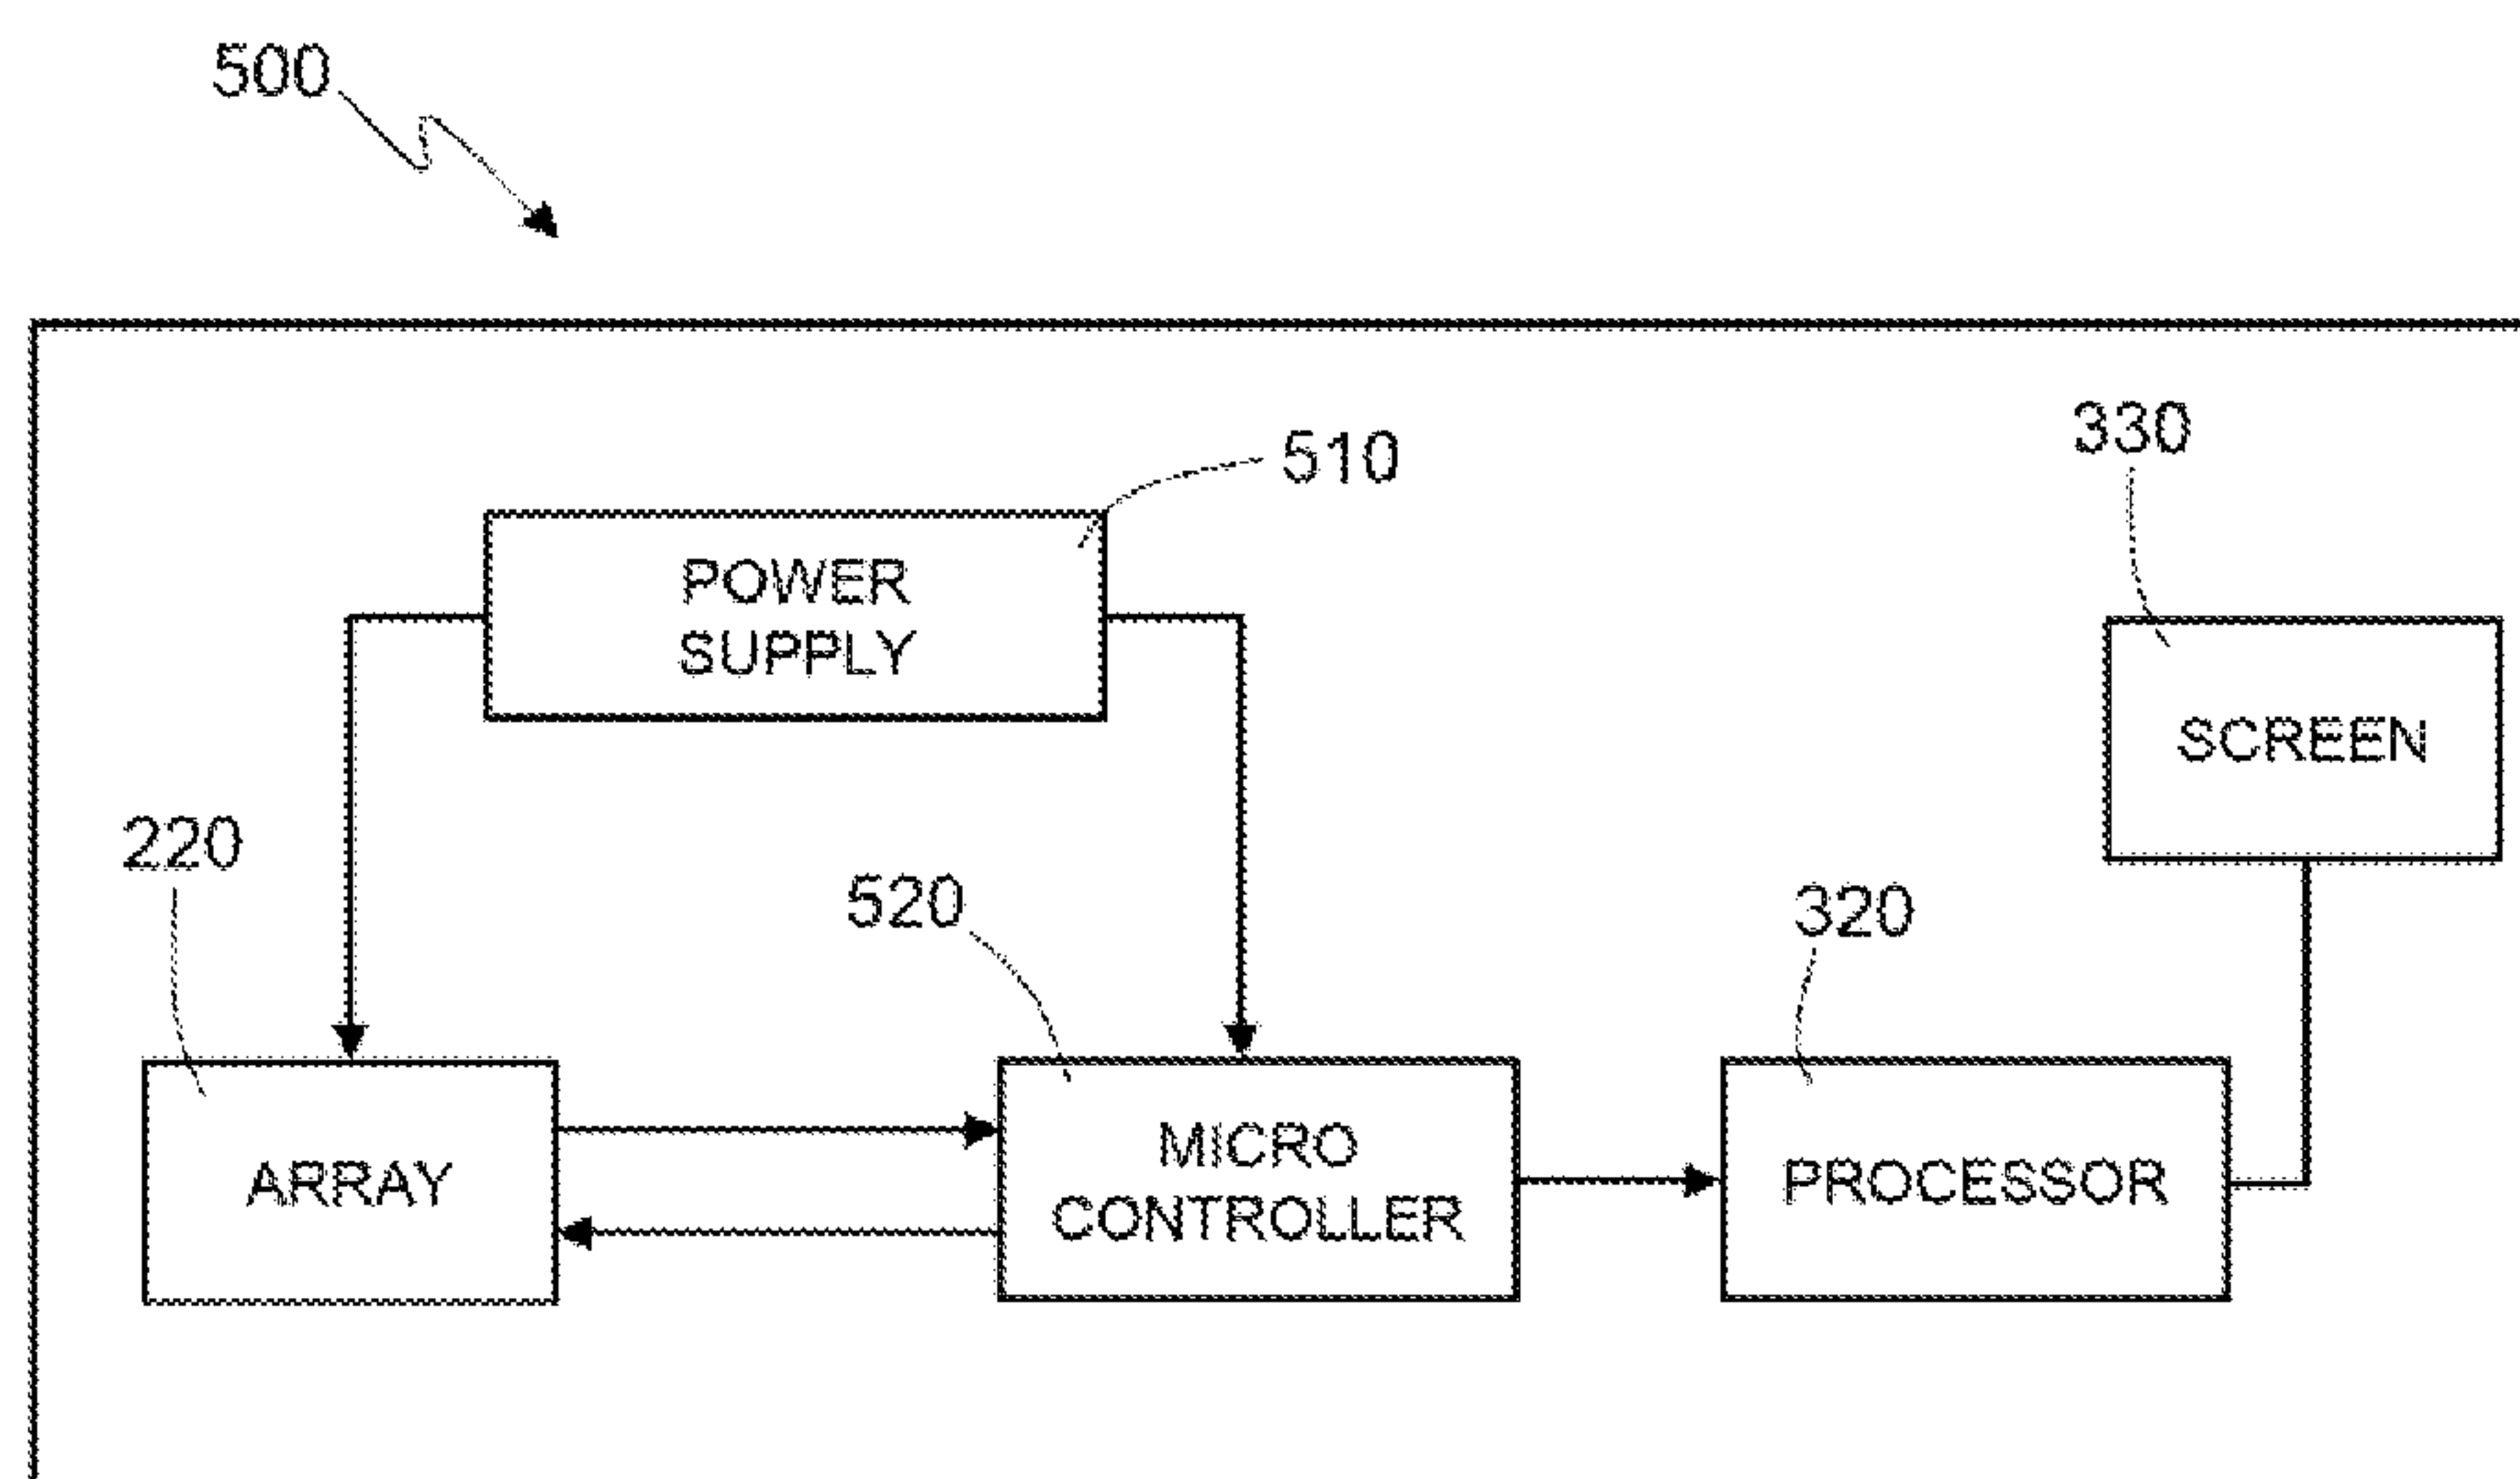 500
510
330
POWER
SUPPLY
SCREEN
220
520
320
ARRAY
MICRO
CONTROLLER
PROCESSOR